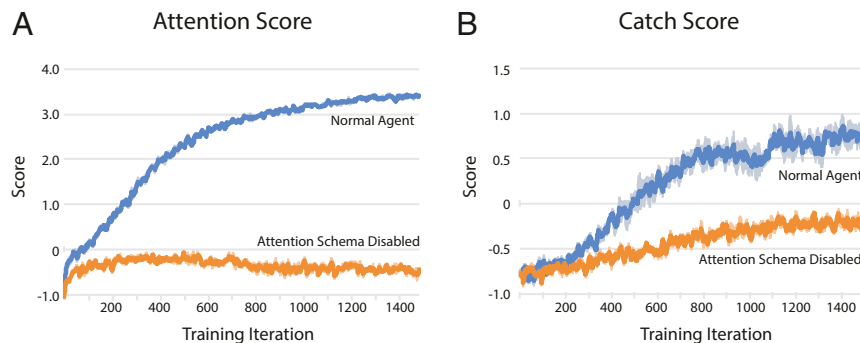 A
Attention Score
4.0
3.0
2.0
1.0
0
-1.0
Score
Normal Agent
Attention Schema Disabled
200
400
600
800
1000
1200
1400
Training Iteration
B
Catch Score
1.5
1.0
0.5
0
-0.5
-1.0
Score
Normal Agent
Attention Schema Disabled
200
400
600
800
1000
1200
1400
Training Iteration